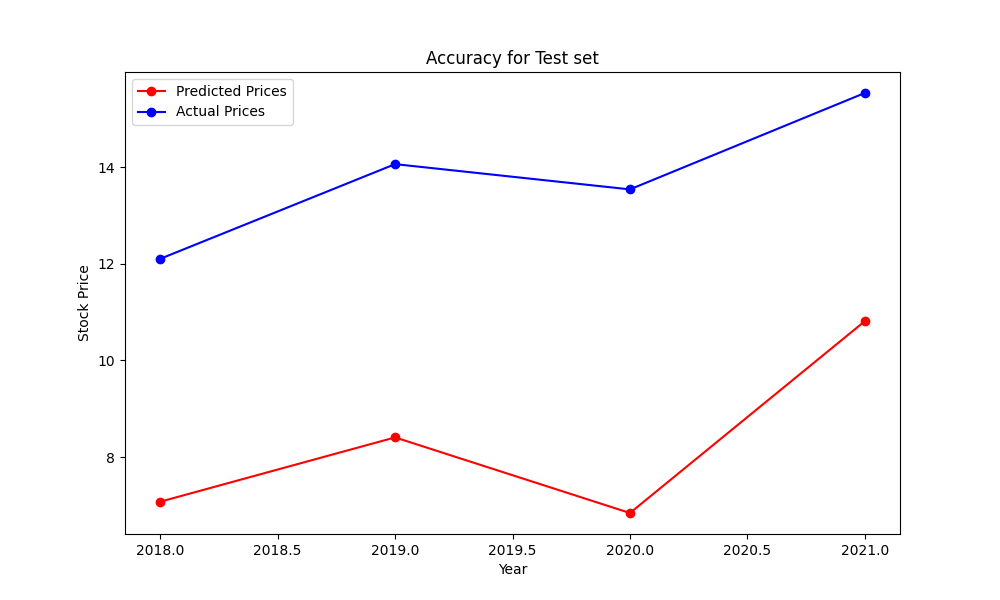 Accuracy for Test set
Predicted Prices
Actual Prices
14
12
10
8
Stock Price
2018.0 2018.5 2019.0 2019.5 2020.0 2020.5 2021.0
Year